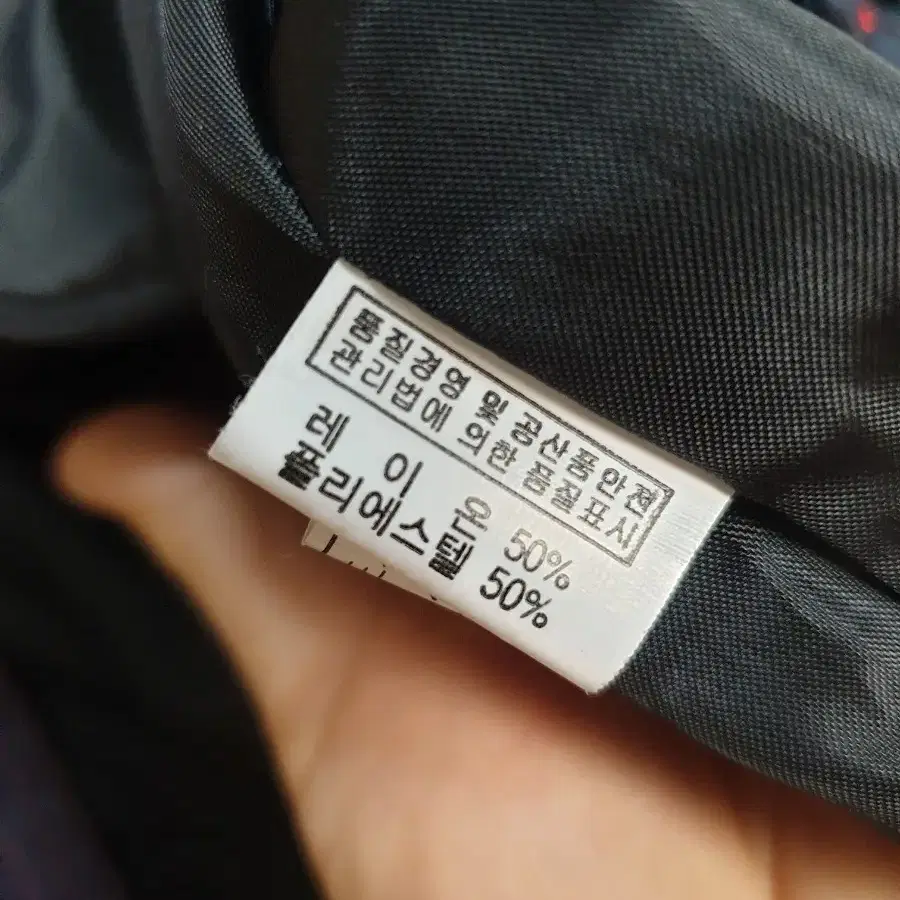 품질경영 및 공산품안전
관리법에 의한 품질표시
레 이 온 50%
폴리에스텔 50%